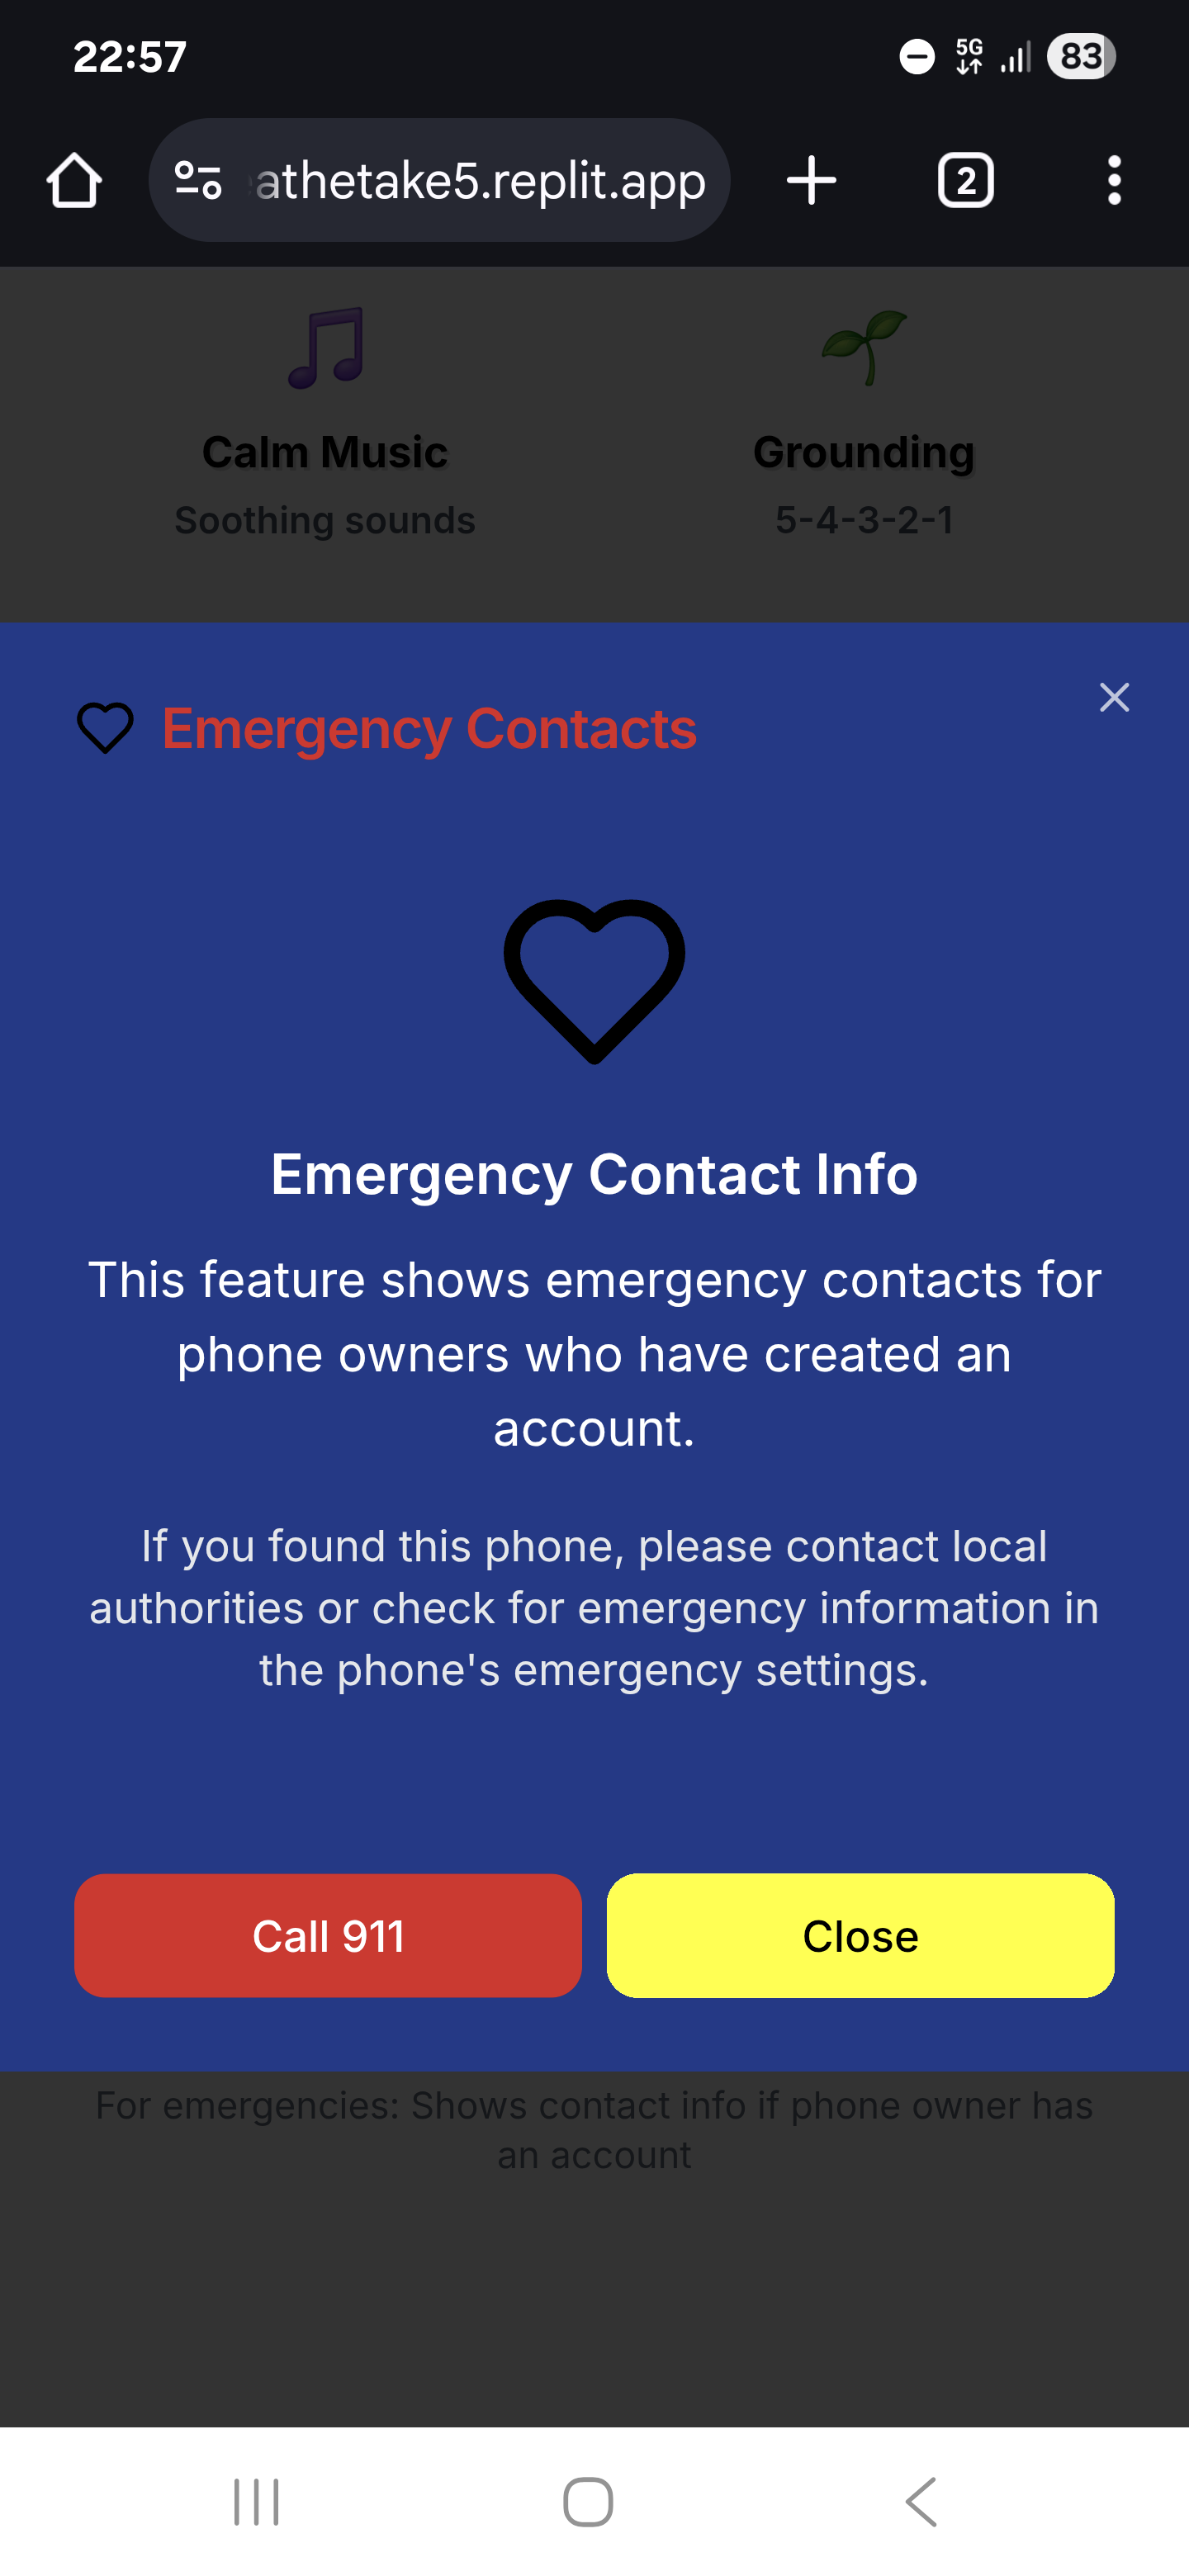 22:57
5G
83
athetake5.replit.app
2
Calm Music
Grounding
Soothing sounds
5-4-3-2-1
Emergency Contacts
Emergency Contact Info
This feature shows emergency contacts for
phone owners who have created an
account.
If you found this phone, please contact local
authorities or check for emergency information in
the phone's emergency settings.
Call 911
Close
For emergencies: Shows contact info if phone owner has
an account